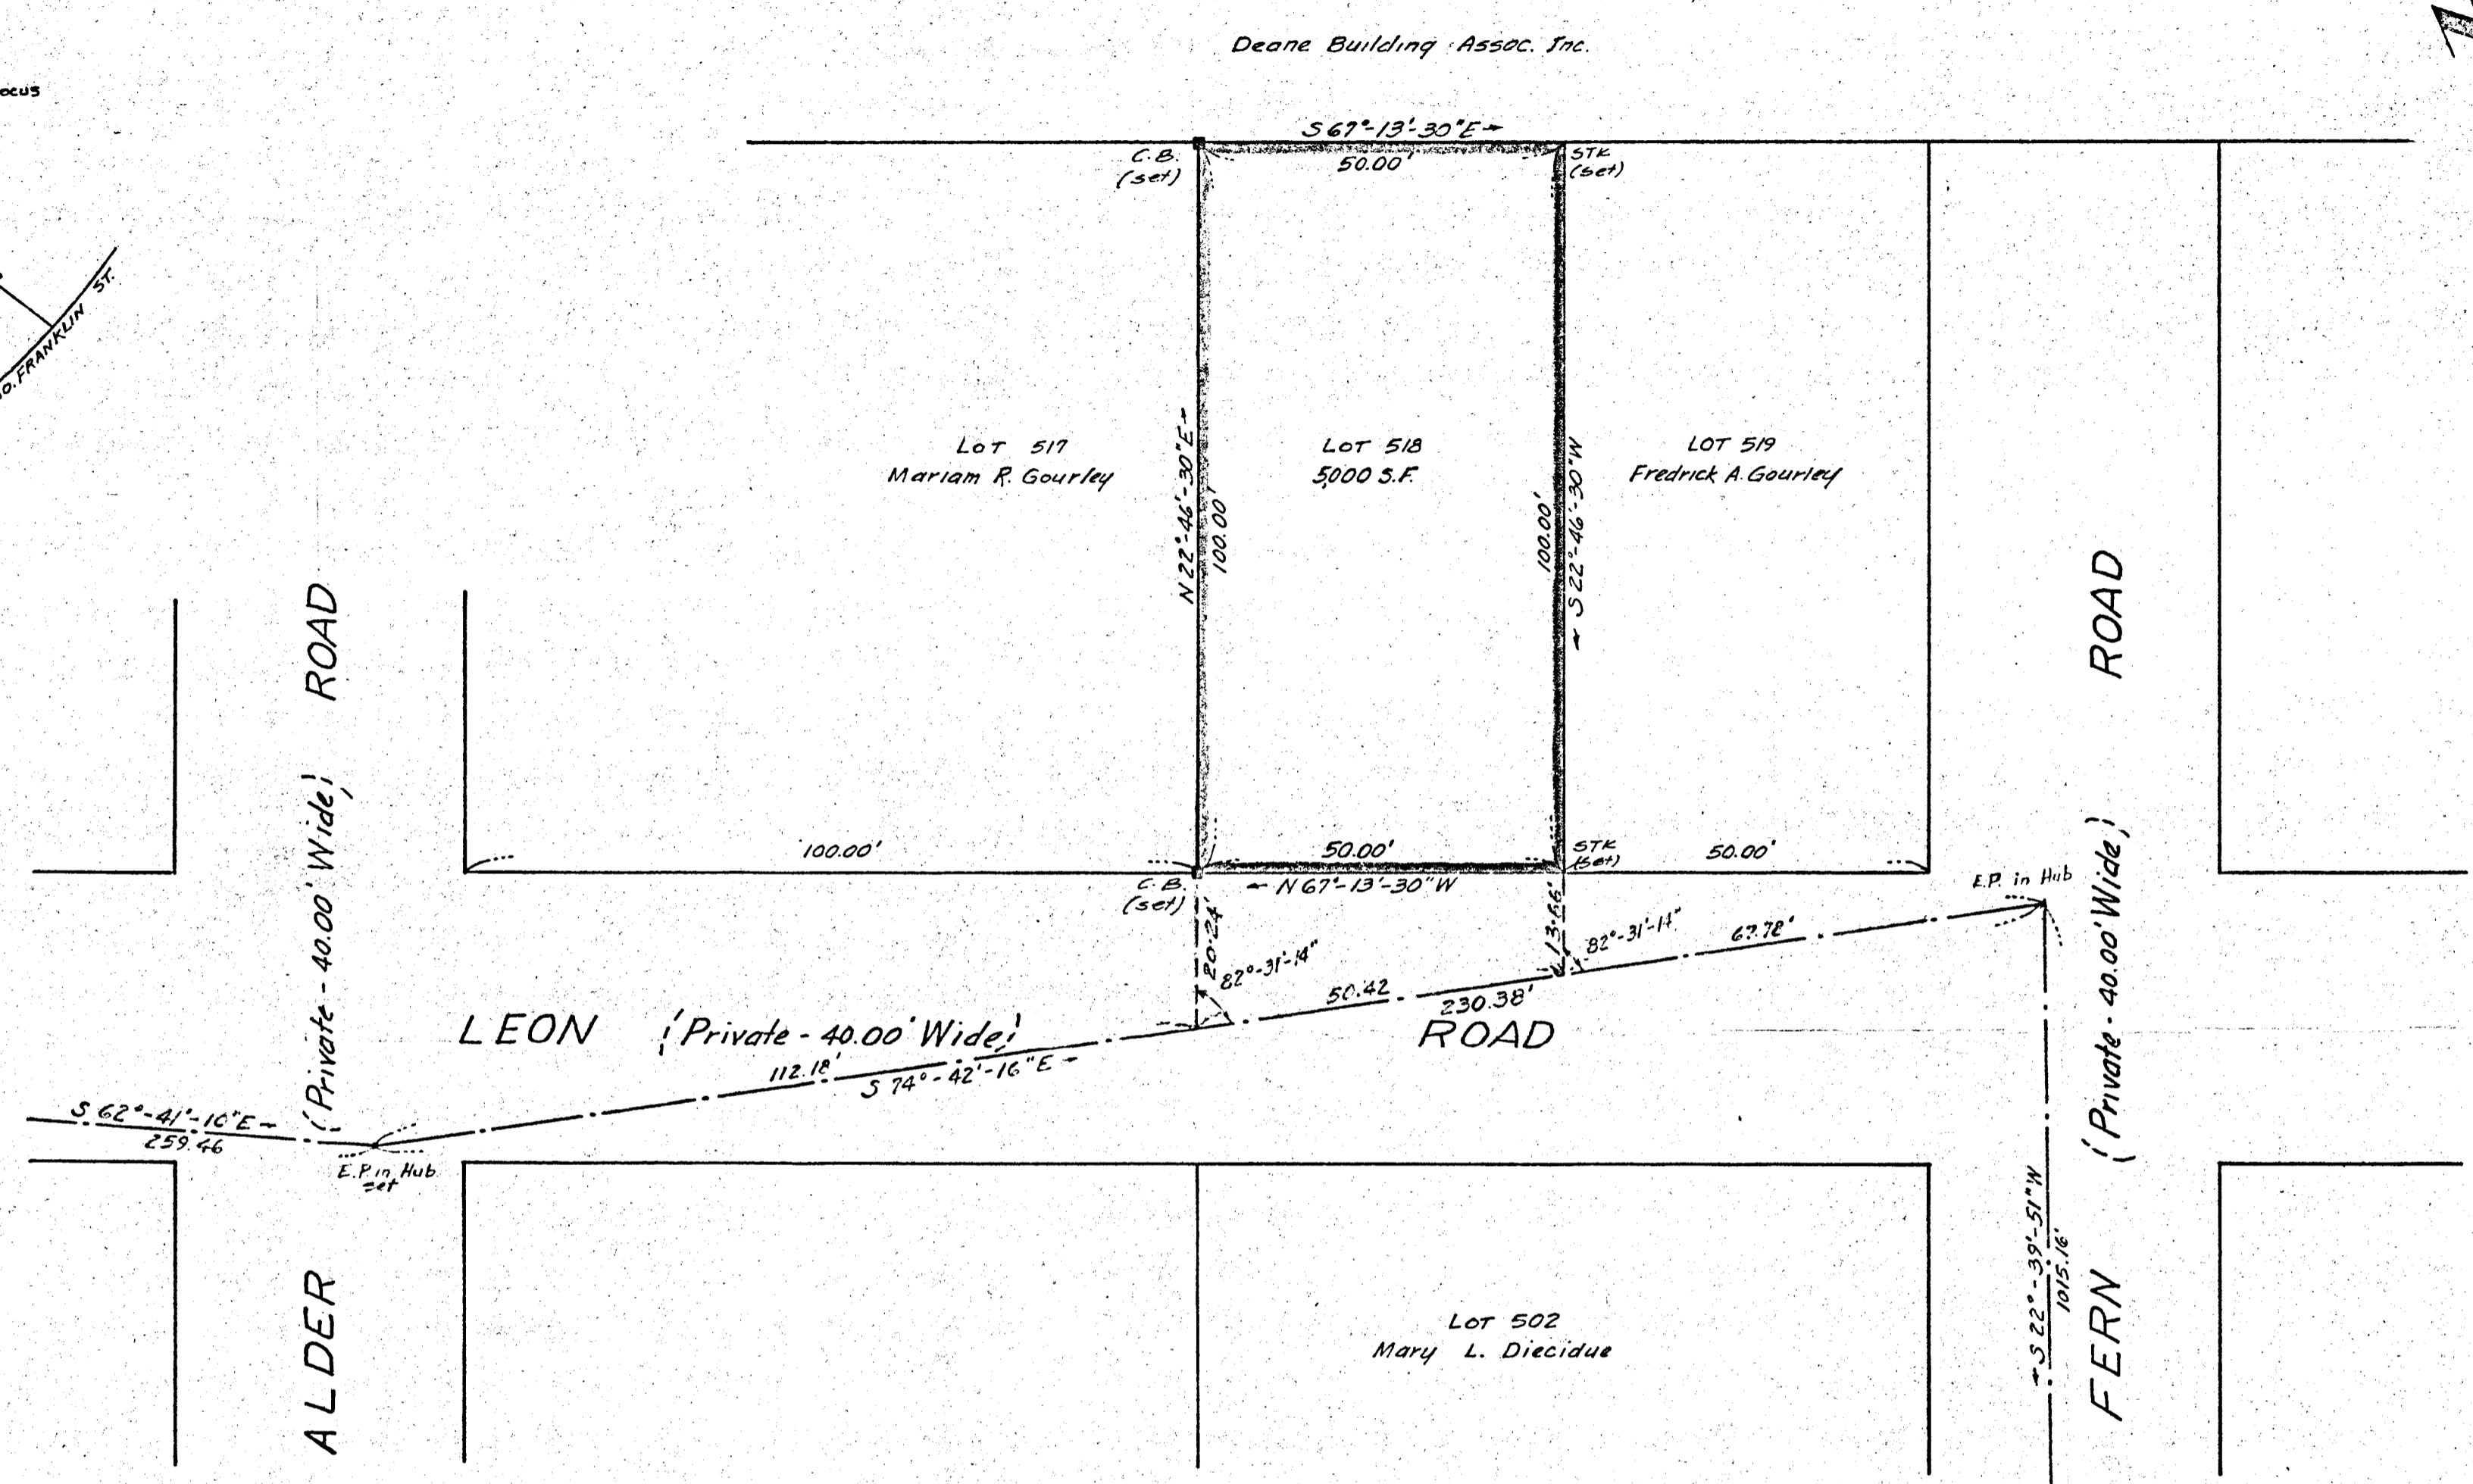 Deane Building Assoc. Inc.
S 67°-13'-30"E
50.00'
C.B.
(set)
STK
(set)
ST.
FRANKLIN
LOT 517
Mariam R. Gourley
N 22°-46'-30"E
100.00'
LOT 518
5,000 S.F.
100.00'
S 22°-46'-30"W
LOT 519
Fredrick A. Gourley
ROAD
(Private - 40.00' Wide)
ALDER
ROAD
(Private - 40.00' Wide)
FERN
100.00'
50.00'
STK
(set)
50.00'
C.B.
(set)
N 67°-13'-30"W
E.P. in Hub
20.24'
82°-31'-14"
13.66'
82°-31'-14"
67.78'
50.42
230.38'
LEON (Private - 40.00' Wide) ROAD
112.18'
S 74°-42'-16"E
S 62°-41'-10"E
259.46
E.P. in Hub
set
S 22°-39'-51"W
1015.16'
LOT 502
Mary L. Diecidue